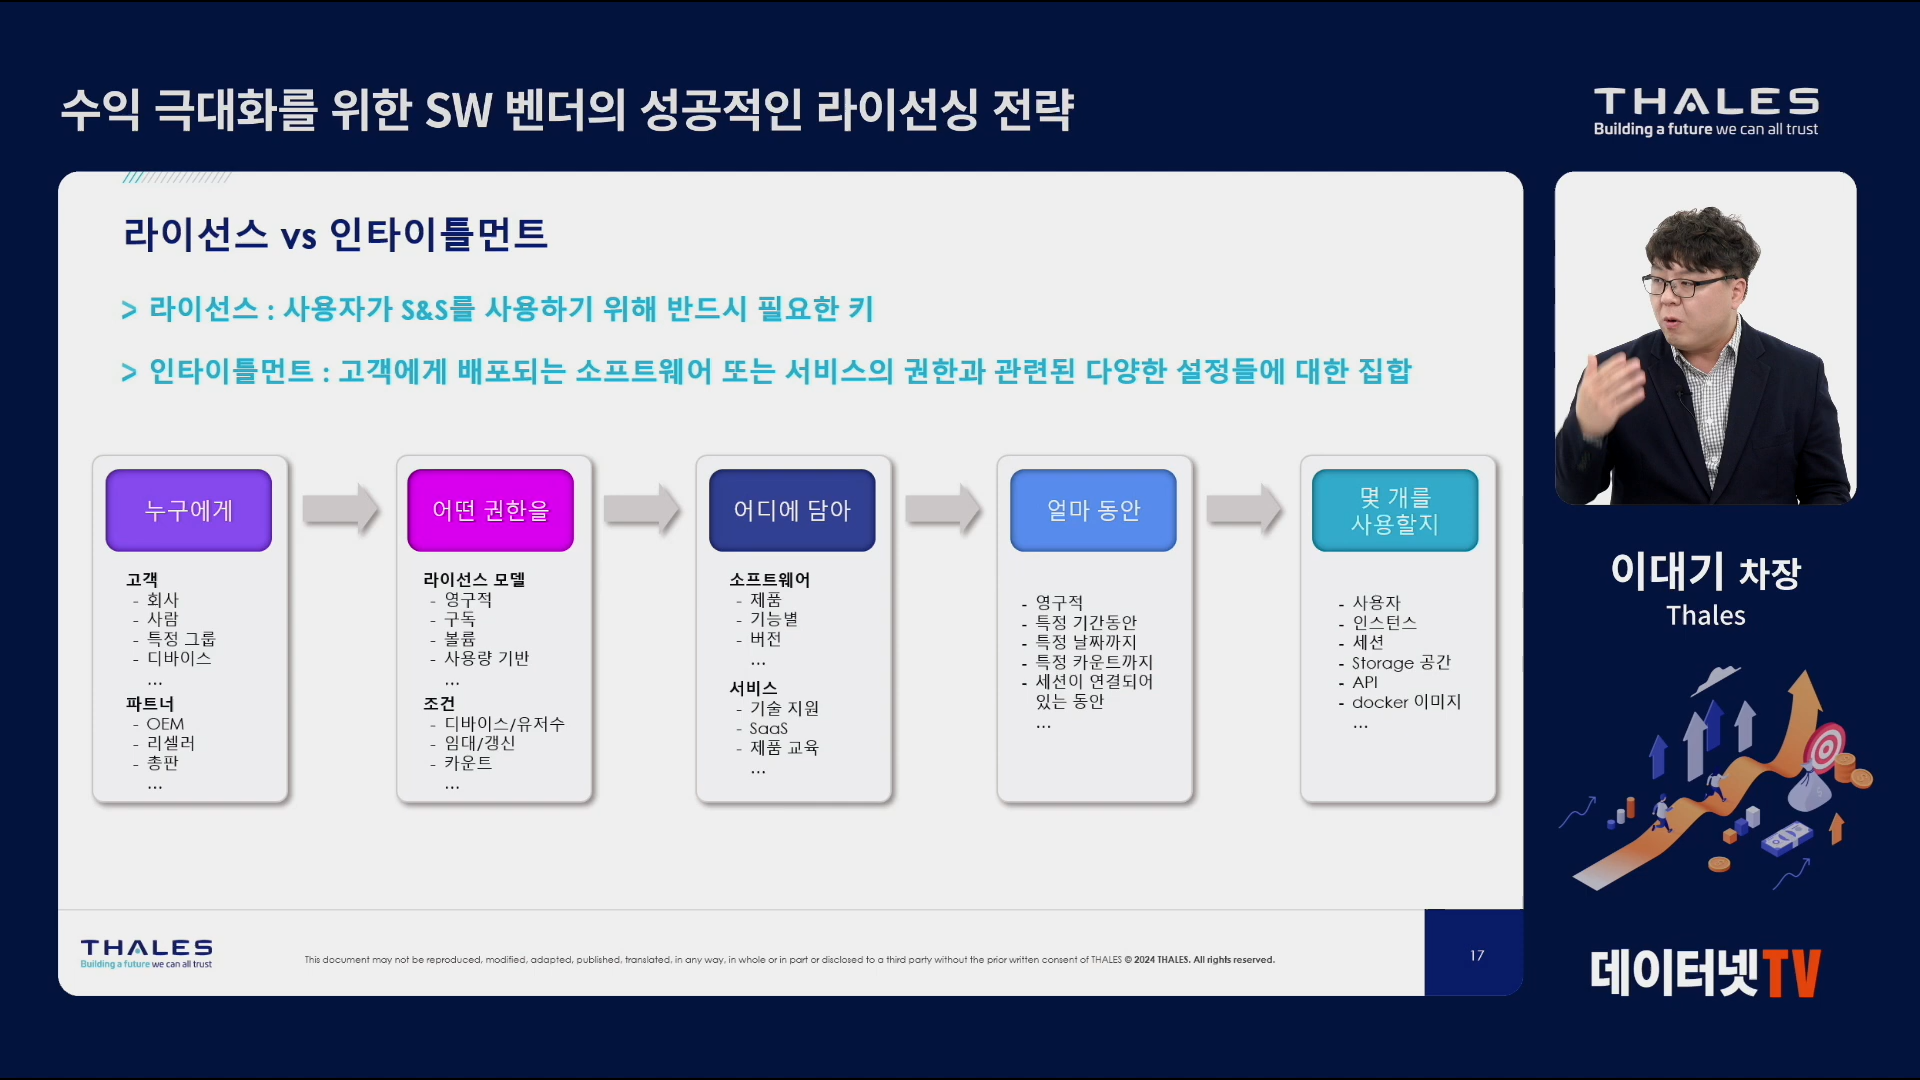 수익 극대화를 위한 SW 벤더의 성공적인 라이선싱 전략
THALES
Building a future we can all trust
라이선스 vs 인타이틀먼트
> 라이선스 : 사용자가 S&S를 사용하기 위해 반드시 필요한 키
> 인타이틀먼트 : 고객에게 배포되는 소프트웨어 또는 서비스의 권한과 관련된 다양한 설정들에 대한 집합
누구에게
고객
- 회사
- 사람
- 특정 그룹
- 디바이스
...
파트너
- OEM
- 리셀러
- 총판
...
어떤 권한을
라이선스 모델
- 영구적
- 구독
- 볼륨
- 사용량 기반
...
조건
- 디바이스/유저수
- 임대/갱신
- 카운트
...
어디에 담아
소프트웨어
- 제품
- 기능별
- 버전
...
서비스
- 기술 지원
- SaaS
- 제품 교육
...
얼마 동안
- 영구적
- 특정 기간동안
- 특정 날짜까지
- 특정 카운트까지
- 세션이 연결되어
있는 동안
...
몇 개를
사용할지
- 사용자
- 인스턴스
- 세션
- Storage 공간
- API
- docker 이미지
...
THALES
Building a future we can all trust
This document may not be reproduced, modified, adapted, published, translated, in any way, in whole or in part or disclosed to a third party without the prior written consent of THALES © 2024 THALES. All rights reserved.
17
이대기 차장
Thales
데이터넷TV